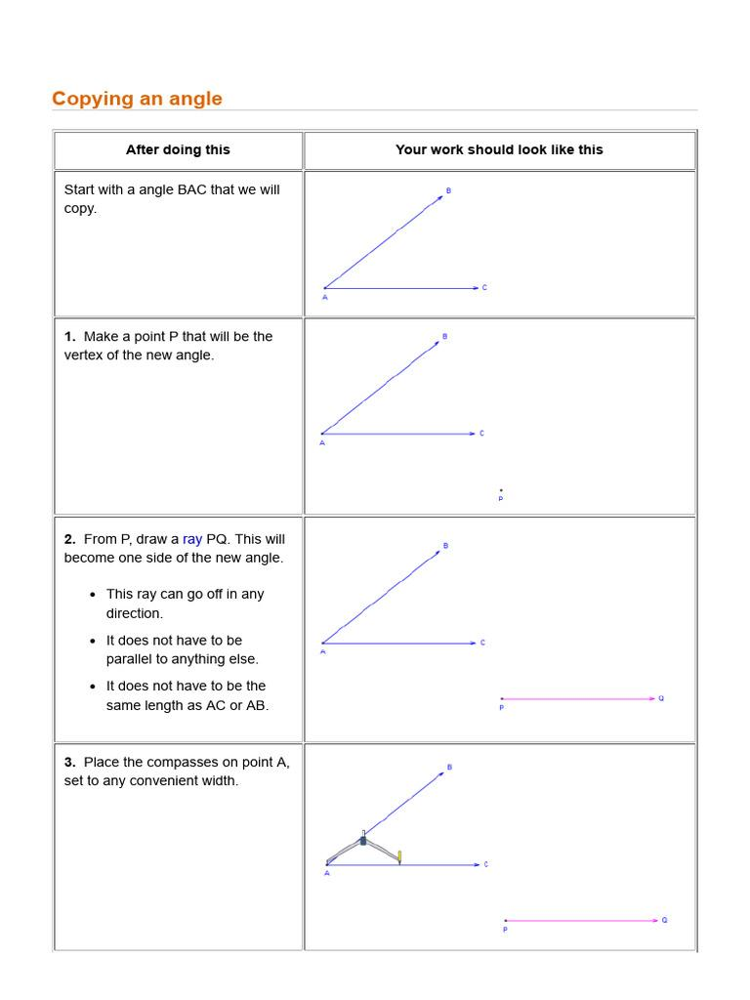 Copying an angle
After doing this
Your work should look like this
Start with a angle BAC that we will
copy.
B
A
C
1. Make a point P that will be the
vertex of the new angle.
B
A
C
P
2. From P, draw a ray PQ. This will
become one side of the new angle.
• This ray can go off in any
direction.
• It does not have to be
parallel to anything else.
• It does not have to be the
same length as AC or AB.
B
A
C
P
Q
3. Place the compasses on point A,
set to any convenient width.
B
A
C
P
Q